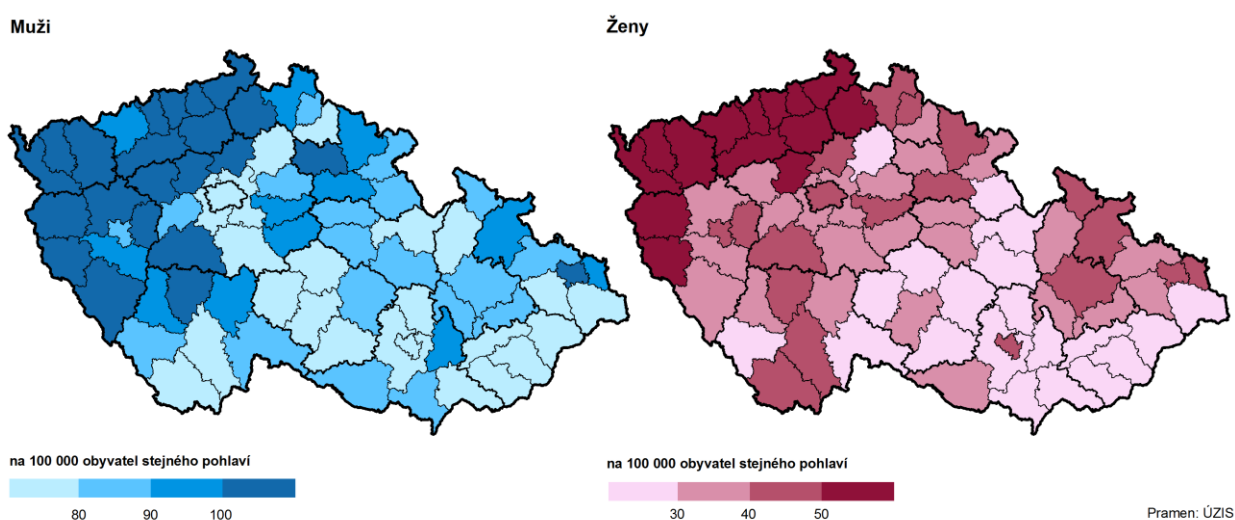 Muži
Ženy
na 100 000 obyvatel stejného pohlaví
80 90 100
na 100 000 obyvatel stejného pohlaví
30 40 50
Pramen: ÚZIS